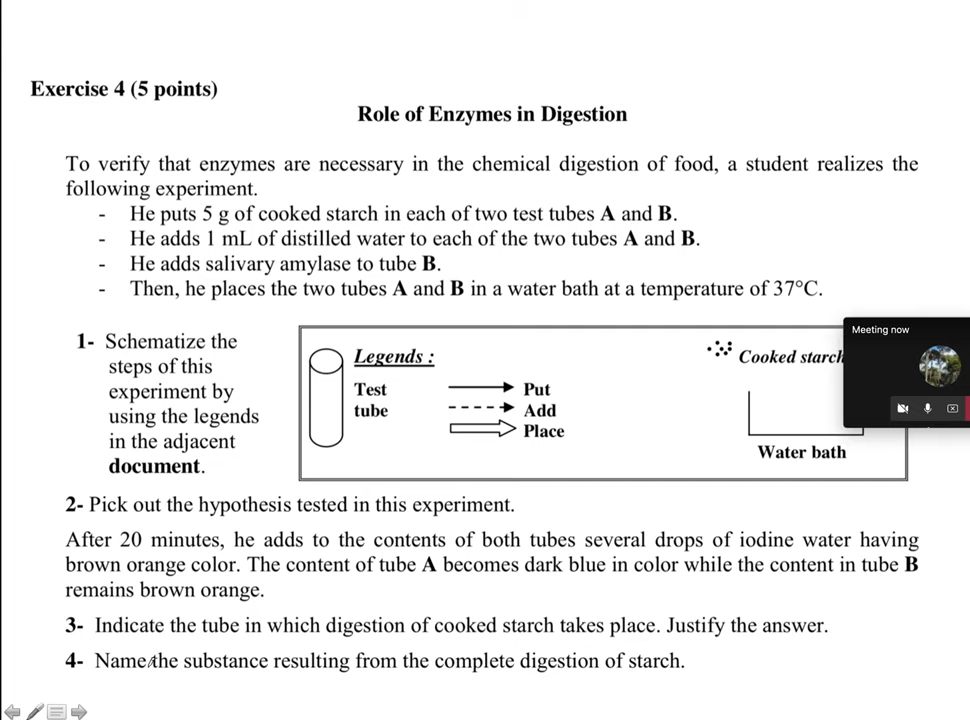 Exercise 4 (5 points)
Role of Enzymes in Digestion
To verify that enzymes are necessary in the chemical digestion of food, a student realizes the
following experiment.
- He puts 5 g of cooked starch in each of two test tubes A and B.
- He adds 1 mL of distilled water to each of the two tubes A and B.
- He adds salivary amylase to tube B.
- Then, he places the two tubes A and B in a water bath at a temperature of 37°C.
1- Schematize the
steps of this
experiment by
using the legends
in the adjacent
document.
Legends :
Test
tube
Put
Add
Place
Cooked starch
Water bath
Meeting now
2- Pick out the hypothesis tested in this experiment.
After 20 minutes, he adds to the contents of both tubes several drops of iodine water having
brown orange color. The content of tube A becomes dark blue in color while the content in tube B
remains brown orange.
3- Indicate the tube in which digestion of cooked starch takes place. Justify the answer.
4- Name the substance resulting from the complete digestion of starch.